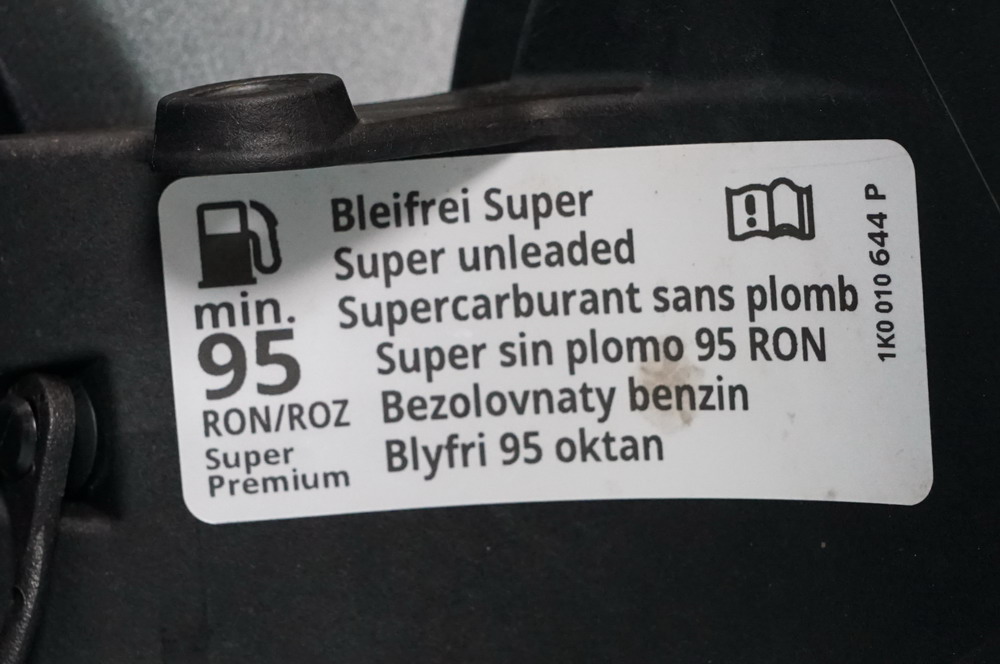 Bleifrei Super
Super unleaded
Supercarburant sans plomb
Super sin plomo 95 RON
Bezolovnaty benzin
Blyfri 95 oktan
min.
95
RON/ROZ
Super
Premium
!
1K0 010 644 P